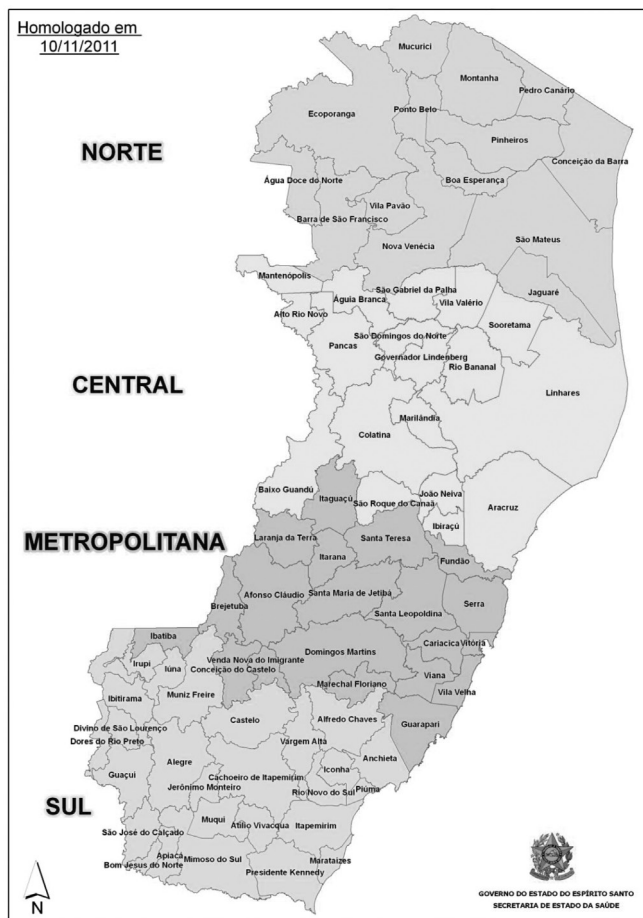 Homologado em
10/11/2011
Mucurici
Montanha
Pedro Canário
Ecoporanga
Ponto Belo
Pinheiros
NORTE
Conceição da Barra
Água Doce do Norte
Boa Esperança
Vila Pavão
Barra de São Francisco
Nova Venécia
São Mateus
Mantenópolis
São Gabriel da Palha
Jaguaré
Águia Branca
Vila Valério
Alto Rio Novo
Sooretama
São Domingos do Norte
Pancas
Governador Lindenberg
Rio Bananal
CENTRAL
Linhares
Marilândia
Colatina
Baixo Guandú
Itaguaçú
João Neiva
São Roque do Canaã
Aracruz
Ibiraçú
METROPOLITANA
Laranja da Terra
Santa Teresa
Itarana
Fundão
Afonso Cláudio
Santa Maria de Jetibá
Brejetuba
Serra
Santa Leopoldina
Ibatiba
Cariacica
Vitória
Domingos Martins
Irupi
Iúna
Venda Nova do Imigrante
Conceição do Castelo
Viana
Marechal Floriano
Vila Velha
Ibitirama
Muniz Freire
Castelo
Alfredo Chaves
Guarapari
Divino de São Lourenço
Dores do Rio Preto
Vargem Alta
Anchieta
Alegre
Guaçuí
Cachoeiro de Itapemirim
Iconha
Jerônimo Monteiro
Rio Novo do Sul
Piúma
SUL
Muqui
São José do Calçado
Atílio Vivacqua
Itapemirim
Apiacá
Bom Jesus do Norte
Mimoso do Sul
Marataízes
Presidente Kennedy
N
GOVERNO DO ESTADO DO ESPÍRITO SANTO
SECRETARIA DE ESTADO DA SAÚDE